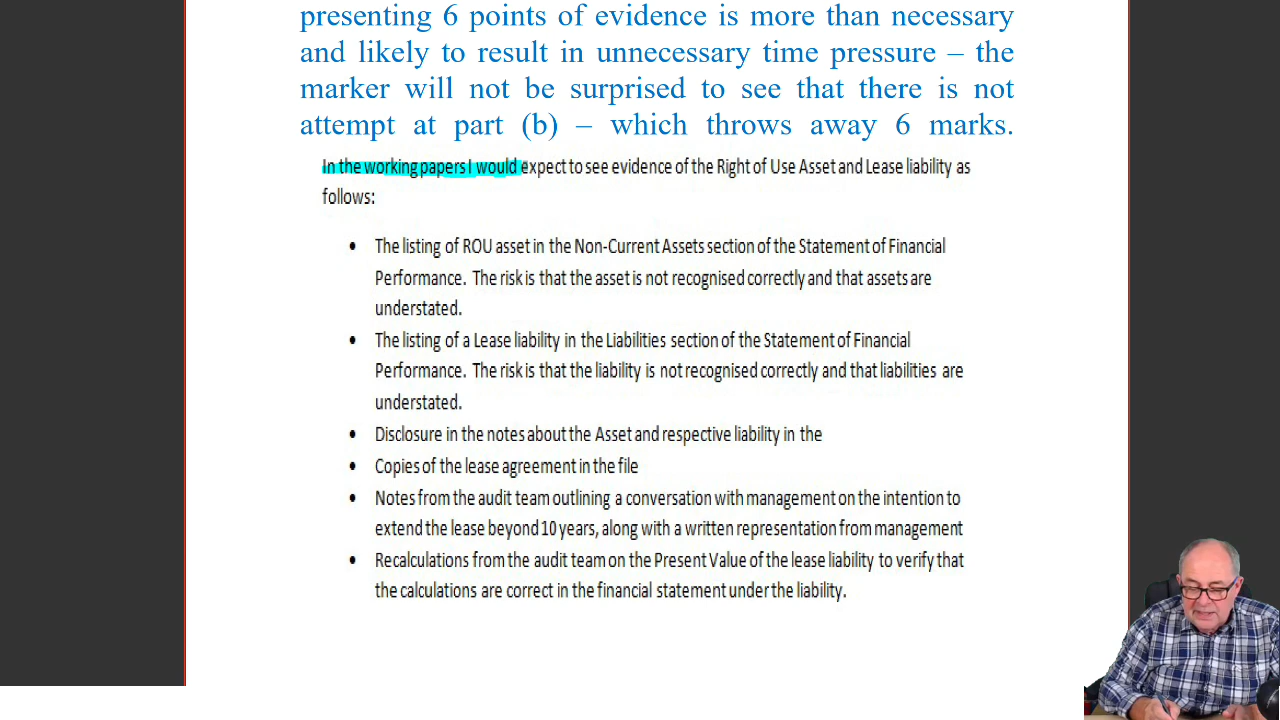 presenting 6 points of evidence is more than necessary
and likely to result in unnecessary time pressure – the
marker will not be surprised to see that there is not
attempt at part (b) – which throws away 6 marks.
In the working papers I would expect to see evidence of the Right of Use Asset and Lease liability as
follows:
• The listing of ROU asset in the Non-Current Assets section of the Statement of Financial
Performance. The risk is that the asset is not recognised correctly and that assets are
understated.
• The listing of a Lease liability in the Liabilities section of the Statement of Financial
Performance. The risk is that the liability is not recognised correctly and that liabilities are
understated.
• Disclosure in the notes about the Asset and respective liability in the
• Copies of the lease agreement in the file
• Notes from the audit team outlining a conversation with management on the intention to
extend the lease beyond 10 years, along with a written representation from management
• Recalculations from the audit team on the Present Value of the lease liability to verify that
the calculations are correct in the financial statement under the liability.